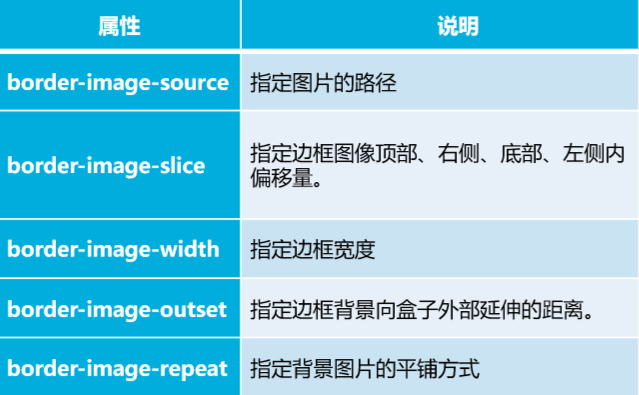 属性 说明
border-image-source 指定图片的路径
border-image-slice 指定边框图像顶部、右侧、底部、左侧内
偏移量。
border-image-width 指定边框宽度
border-image-outset 指定边框背景向盒子外部延伸的距离。
border-image-repeat 指定背景图片的平铺方式